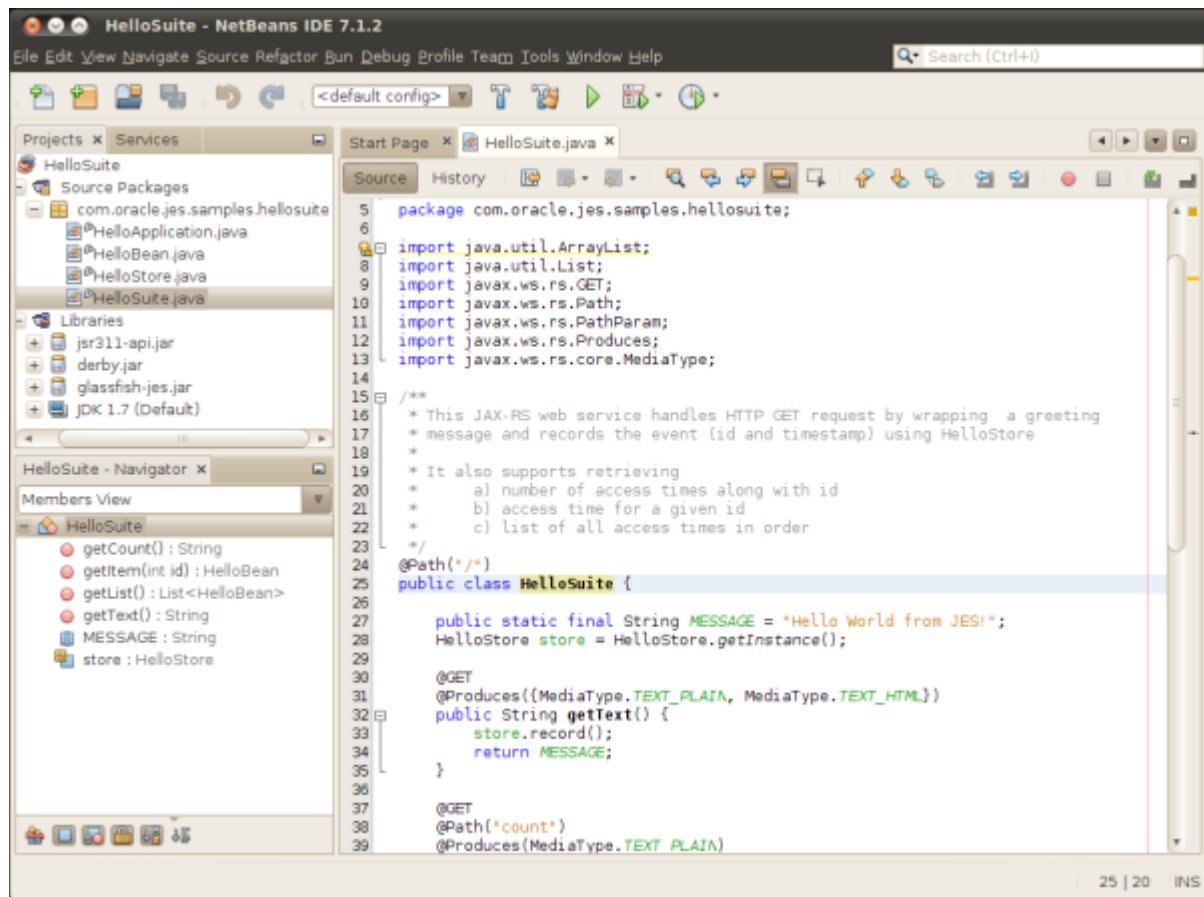 HelloSuite - NetBeans IDE 7.1.2
File Edit View Navigate Source Refactor Run Debug Profile Team Tools Window Help
Search (Ctrl+I)
<default config>
Projects Services
HelloSuite
Source Packages
com.oracle.jes.samples.hellosuite
HelloApplication.java
HelloBean.java
HelloStore.java
HelloSuite.java
Libraries
jsr311-api.jar
derby.jar
glassfish-jes.jar
JDK 1.7 (Default)
HelloSuite - Navigator
Members View
HelloSuite
getCount() : String
getItem(int id) : HelloBean
getList() : List<HelloBean>
getText() : String
MESSAGE : String
store : HelloStore
Start Page HelloSuite.java
Source History
5 package com.oracle.jes.samples.hellosuite;
6
import java.util.ArrayList;
8 import java.util.List;
9 import javax.ws.rs.GET;
10 import javax.ws.rs.Path;
11 import javax.ws.rs.PathParam;
12 import javax.ws.rs.Produces;
13 import javax.ws.rs.core.MediaType;
14
15 /**
16 * This JAX-RS web service handles HTTP GET request by wrapping  a greeting
17 * message and records the event (id and timestamp) using HelloStore
18 *
19 * It also supports retrieving
20 *      a) number of access times along with id
21 *      b) access time for a given id
22 *      c) list of all access times in order
23 */
24 @Path("/")
25 public class HelloSuite {
26
27     public static final String MESSAGE = "Hello World from JES!";
28     HelloStore store = HelloStore.getInstance();
29
30     @GET
31     @Produces({MediaType.TEXT_PLAIN, MediaType.TEXT_HTML})
32     public String getText() {
33         store.record();
34         return MESSAGE;
35     }
36
37     @GET
38     @Path("count")
39     @Produces(MediaType.TEXT_PLAIN)
25 | 20 INS